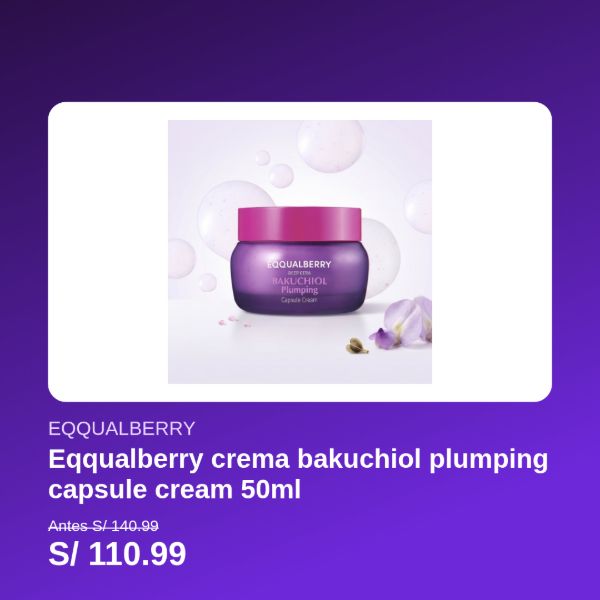 EQQUALBERRY
BAKUCHIOL
Plumping
Capsule Cream
EQQUALBERRY
Eqqualberry crema bakuchiol plumping
capsule cream 50ml
Antes S/ 140.99
S/ 110.99